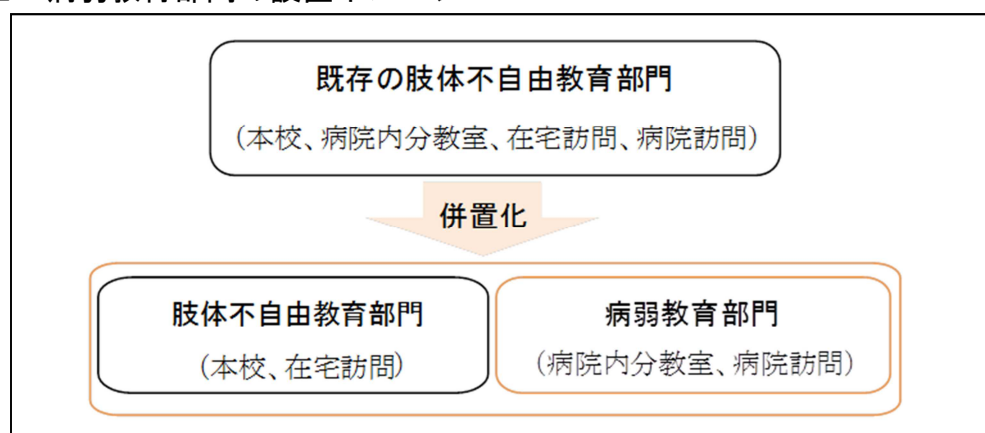 既存の肢体不自由教育部門
（本校、病院内分教室、在宅訪問、病院訪問）
併置化
肢体不自由教育部門
（本校、在宅訪問）
病弱教育部門
（病院内分教室、病院訪問）